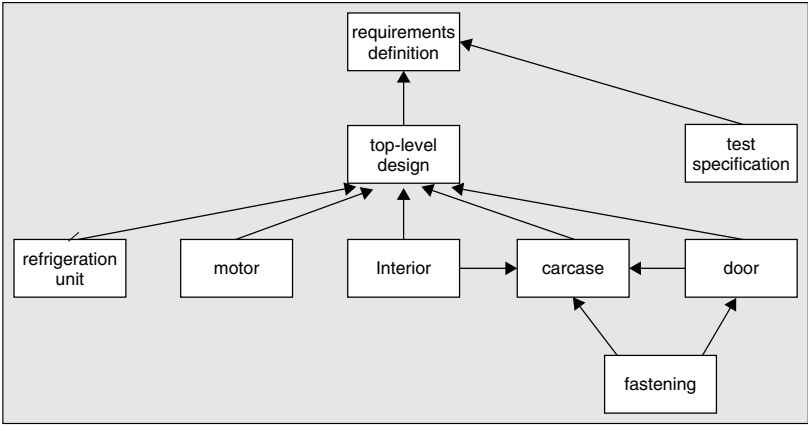 requirements
definition
top-level
design
test
specification
refrigeration
unit
motor
Interior
carcase
door
fastening